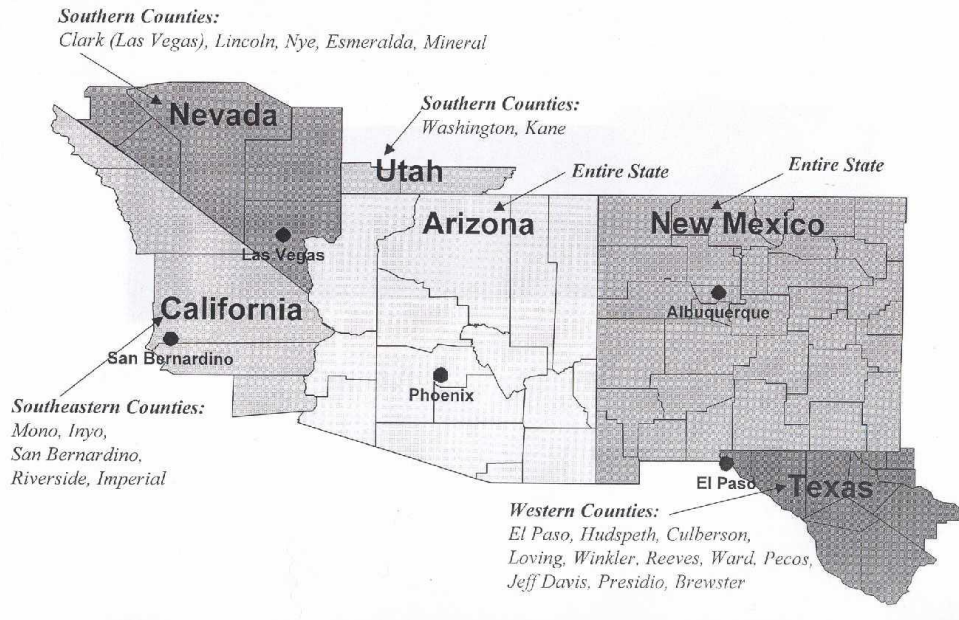 Southern Counties:
Clark (Las Vegas), Lincoln, Nye, Esmeralda, Mineral
Nevada
Southern Counties:
Washington, Kane
Utah
Entire State
Entire State
Arizona
New Mexico
Las Vegas
California
Albuquerque
San Bernardino
Phoenix
Southeastern Counties:
Mono, Inyo,
San Bernardino,
Riverside, Imperial
El Paso
Texas
Western Counties:
El Paso, Hudspeth, Culberson,
Loving, Winkler, Reeves, Ward, Pecos,
Jeff Davis, Presidio, Brewster